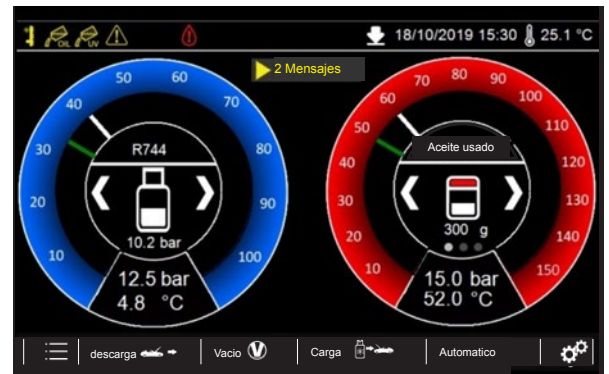 OIL UV 18/10/2019 15:30 25.1 °C
2 Mensajes
10 20 30 40 50 60 70 80 90 100
R744
10.2 bar
12.5 bar
4.8 °C
10 20 30 40 50 60 70 80 90 100 110 120 130 140 150
Aceite usado
300 g
15.0 bar
52.0 °C
descarga Vacio V Carga Automatico